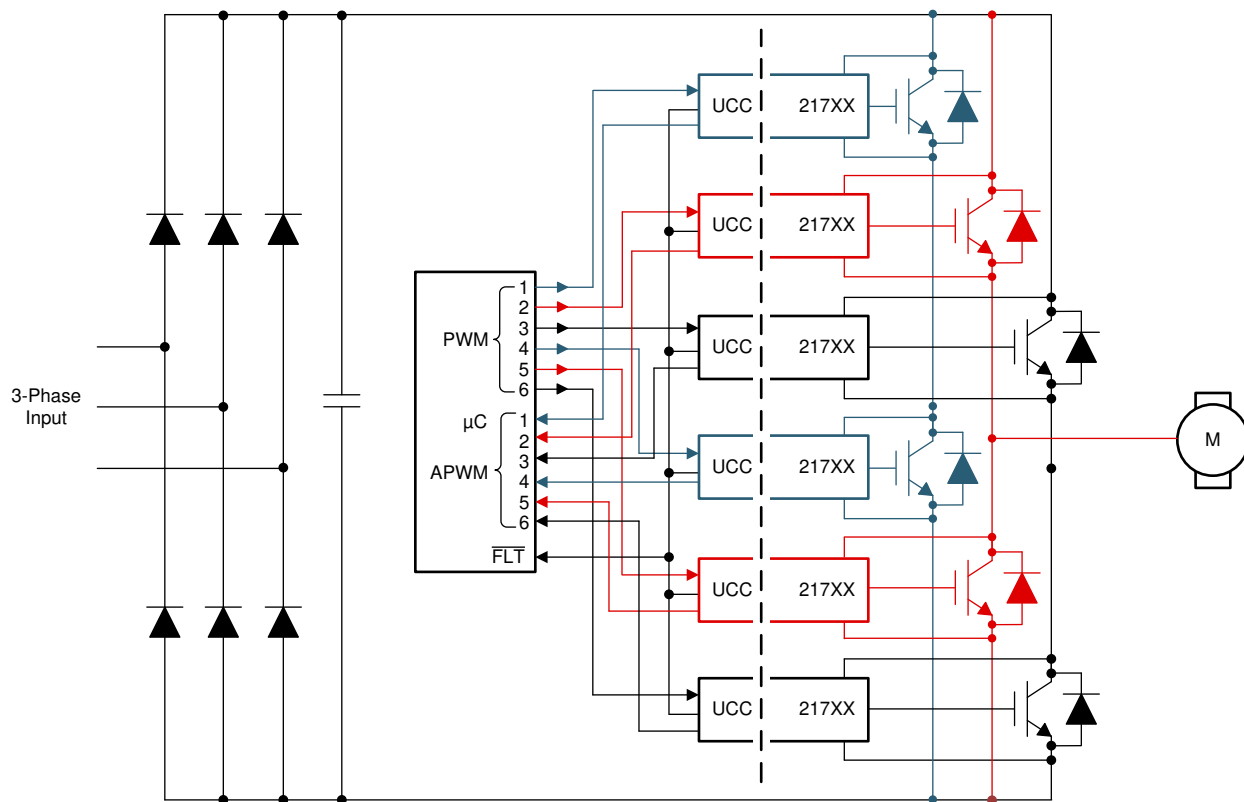 UCC 217XX
UCC 217XX
1
2
PWM 3
UCC 217XX
4
5
3-Phase
Input
6
µC 1
2
3
APWM 4
5
6
M
UCC 217XX
FLT
UCC 217XX
UCC 217XX